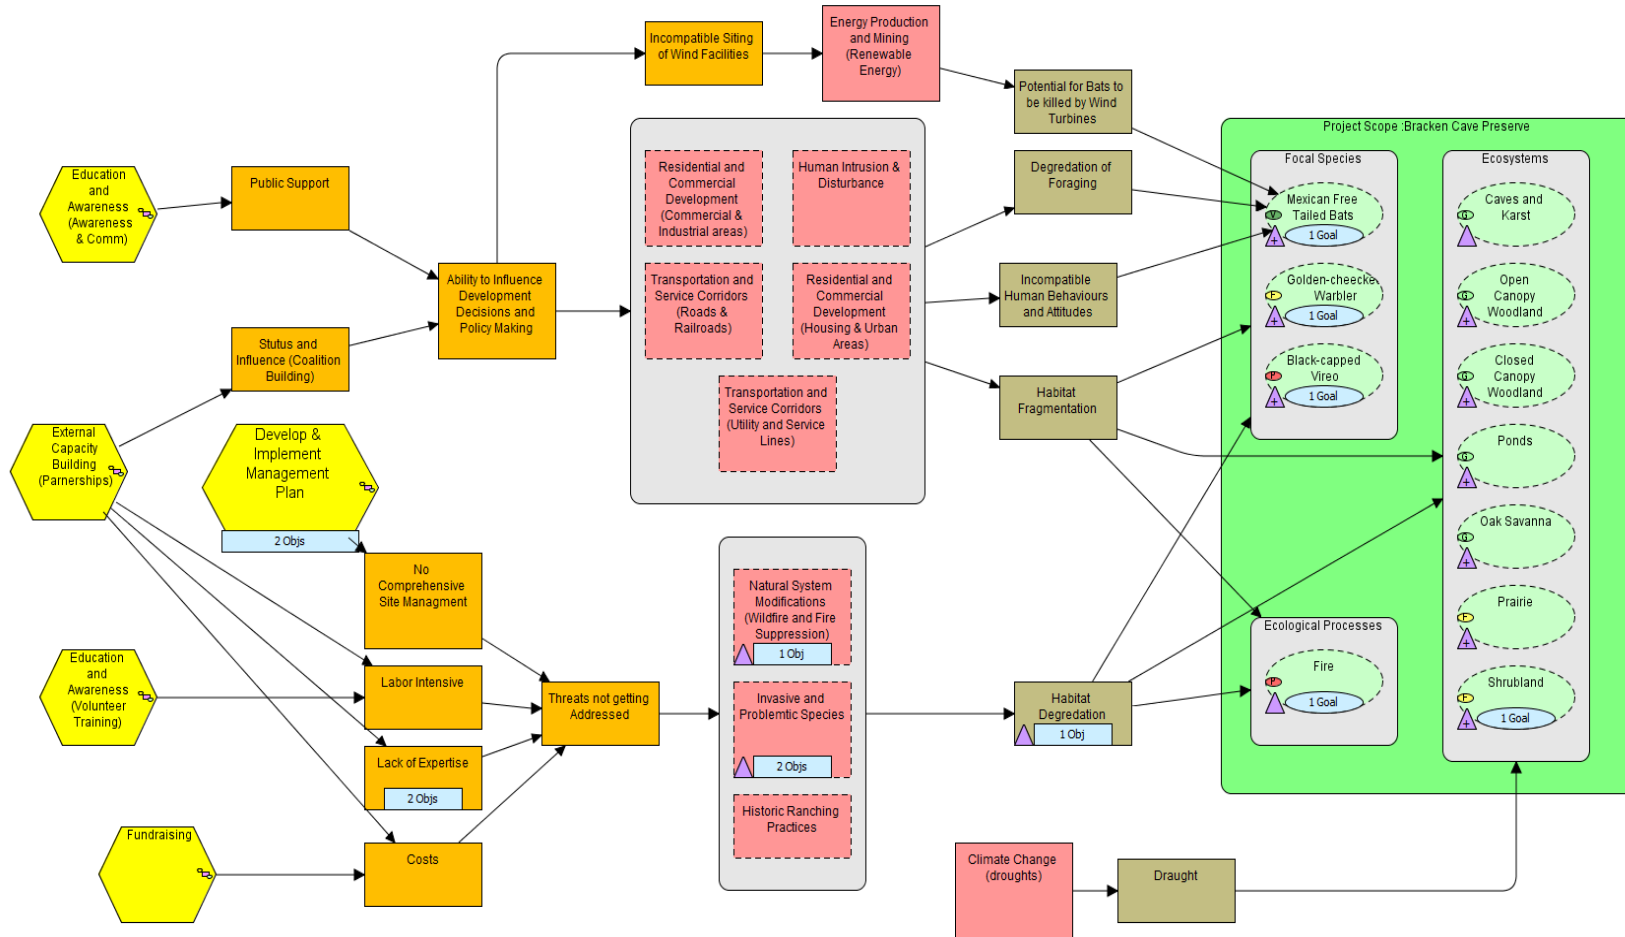 Education
and
Awareness
(Awareness
& Comm)
Public Support
External
Capacity
Building
(Parnerships)
Stutus and
Influence (Coalition
Building)
Develop &
Implement
Management
Plan
2 Objs
Education
and
Awareness
(Volunteer
Training)
Fundraising
No
Comprehensive
Site Managment
Labor Intensive
Lack of Expertise
2 Objs
Costs
Ability to Influence
Development
Decisions and
Policy Making
Threats not getting
Addressed
Incompatible Siting
of Wind Facilities
Energy Production
and Mining
(Renewable
Energy)
Residential and
Commercial
Development
(Commercial &
Industrial areas)
Human Intrusion &
Disturbance
Transportation and
Service Corridors
(Roads &
Railroads)
Residential and
Commercial
Development
(Housing & Urban
Areas)
Transportation and
Service Corridors
(Utility and Service
Lines)
Natural System
Modifications
(Wildfire and Fire
Suppression)
1 Obj
Invasive and
Problemtic Species
2 Objs
Historic Ranching
Practices
Potential for Bats to
be killed by Wind
Turbines
Degradation of
Foraging
Incompatible
Human Behaviours
and Attitudes
Habitat
Fragmentation
Habitat
Degredation
1 Obj
Climate Change
(droughts)
Draught
Project Scope :Bracken Cave Preserve
Focal Species
Mexican Free
Tailed Bats
V
+
1 Goal
Golden-cheecke
Warbler
F
+
1 Goal
Black-capped
Vireo
P
+
1 Goal
Ecological Processes
Fire
P
1 Goal
Ecosystems
Caves and
Karst
G
Open
Canopy
Woodland
G
+
Closed
Canopy
Woodland
G
+
Ponds
G
+
Oak Savanna
G
+
Prairie
F
+
Shrubland
F
+
1 Goal